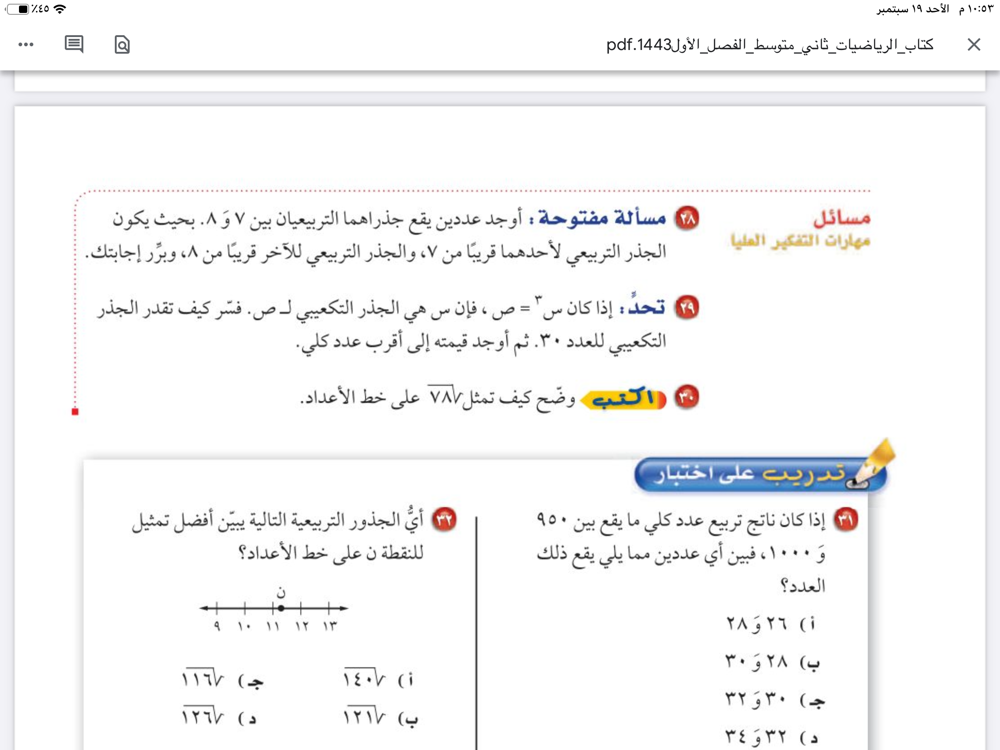 ١٠:٥٣ م الأحد ١٩ سبتمبر
٪٤٥
كتاب_الرياضيات_ثاني_متوسط_الفصل_الأول1443.pdf
مسائل
مهارات التفكير العليا
٢٨ مسألة مفتوحة: أوجد عددين يقع جذراهما التربيعيان بين ٧ وَ ٨. بحيث يكون
الجذر التربيعي لأحدهما قريبًا من ٧، والجذر التربيعي للآخر قريبًا من ٨، وبرِّر إجابتك.
٢٩ تحدٍّ: إذا كان س³ = ص ، فإن س هي الجذر التكعيبي لـ ص. فسّر كيف تقدر الجذر
التكعيبي للعدد ٣٠. ثم أوجد قيمته إلى أقرب عدد كلي.
٣٠ اكتب وضّح كيف تمثل √٧٨ على خط الأعداد.
تدريب على اختبار
٣١ إذا كان ناتج تربيع عدد كلي ما يقع بين ٩٥٠
وَ ١٠٠٠، فبين أي عددين مما يلي يقع ذلك
العدد؟
أ) ٢٦ وَ ٢٨
ب) ٢٨ وَ ٣٠
جـ) ٣٠ وَ ٣٢
د) ٣٢ وَ ٣٤
٣٢ أيُّ الجذور التربيعية التالية يبيّن أفضل تمثيل
للنقطة ن على خط الأعداد؟
ن
٩ ١٠ ١١ ١٢ ١٣
أ) √١٤٠ جـ) √١١٦
ب) √١٢١ د) √١٢٦